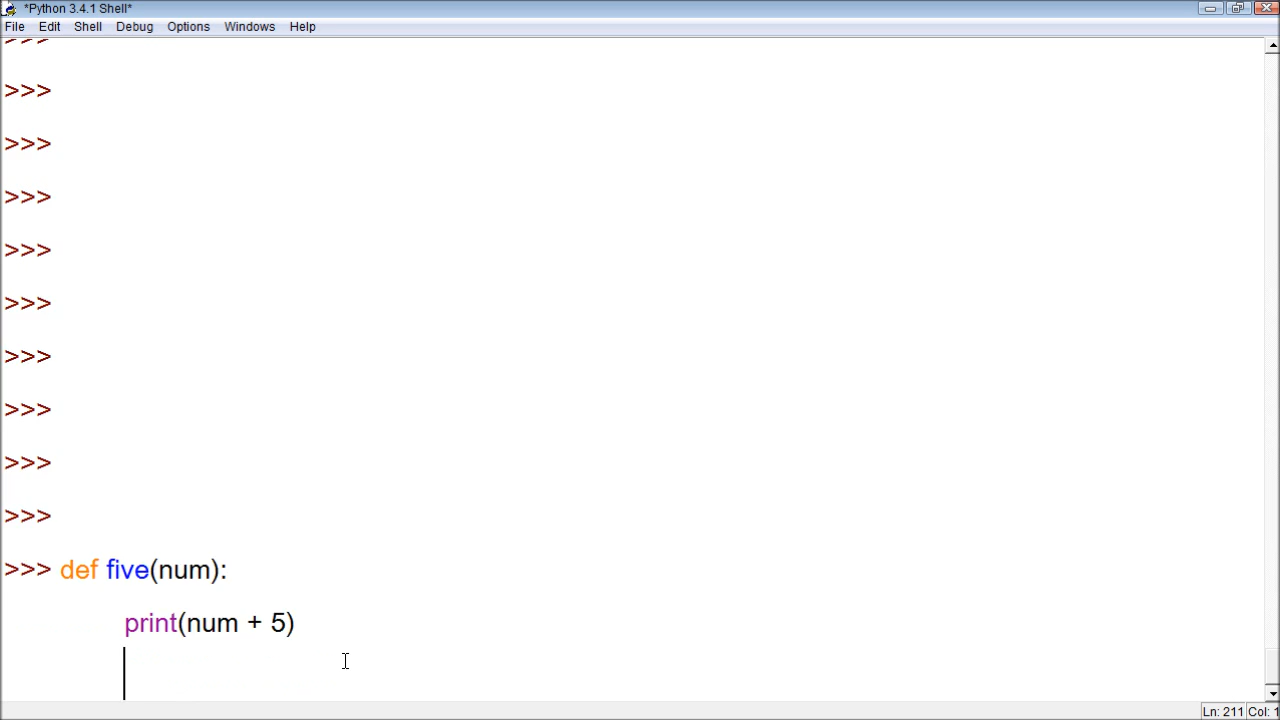 *Python 3.4.1 Shell*
File Edit Shell Debug Options Windows Help
>>>
>>>
>>>
>>>
>>>
>>>
>>>
>>>
>>>
>>>
>>> def five(num):
print(num + 5)
Ln: 211 Col: 1